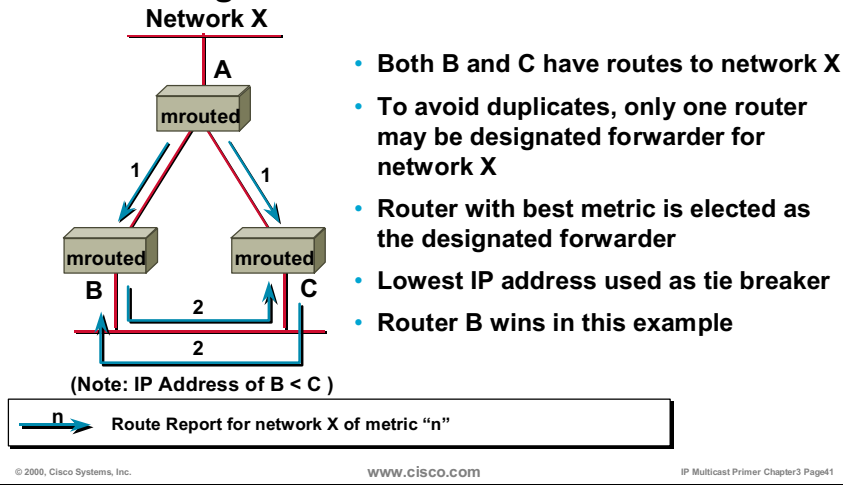 Network X
A
mrouted
1
1
mrouted
mrouted
B
C
2
2
(Note: IP Address of B < C )
• Both B and C have routes to network X
• To avoid duplicates, only one router
may be designated forwarder for
network X
• Router with best metric is elected as
the designated forwarder
• Lowest IP address used as tie breaker
• Router B wins in this example
n
Route Report for network X of metric “n”
© 2000, Cisco Systems, Inc.
www.cisco.com
IP Multicast Primer Chapter3 Page41